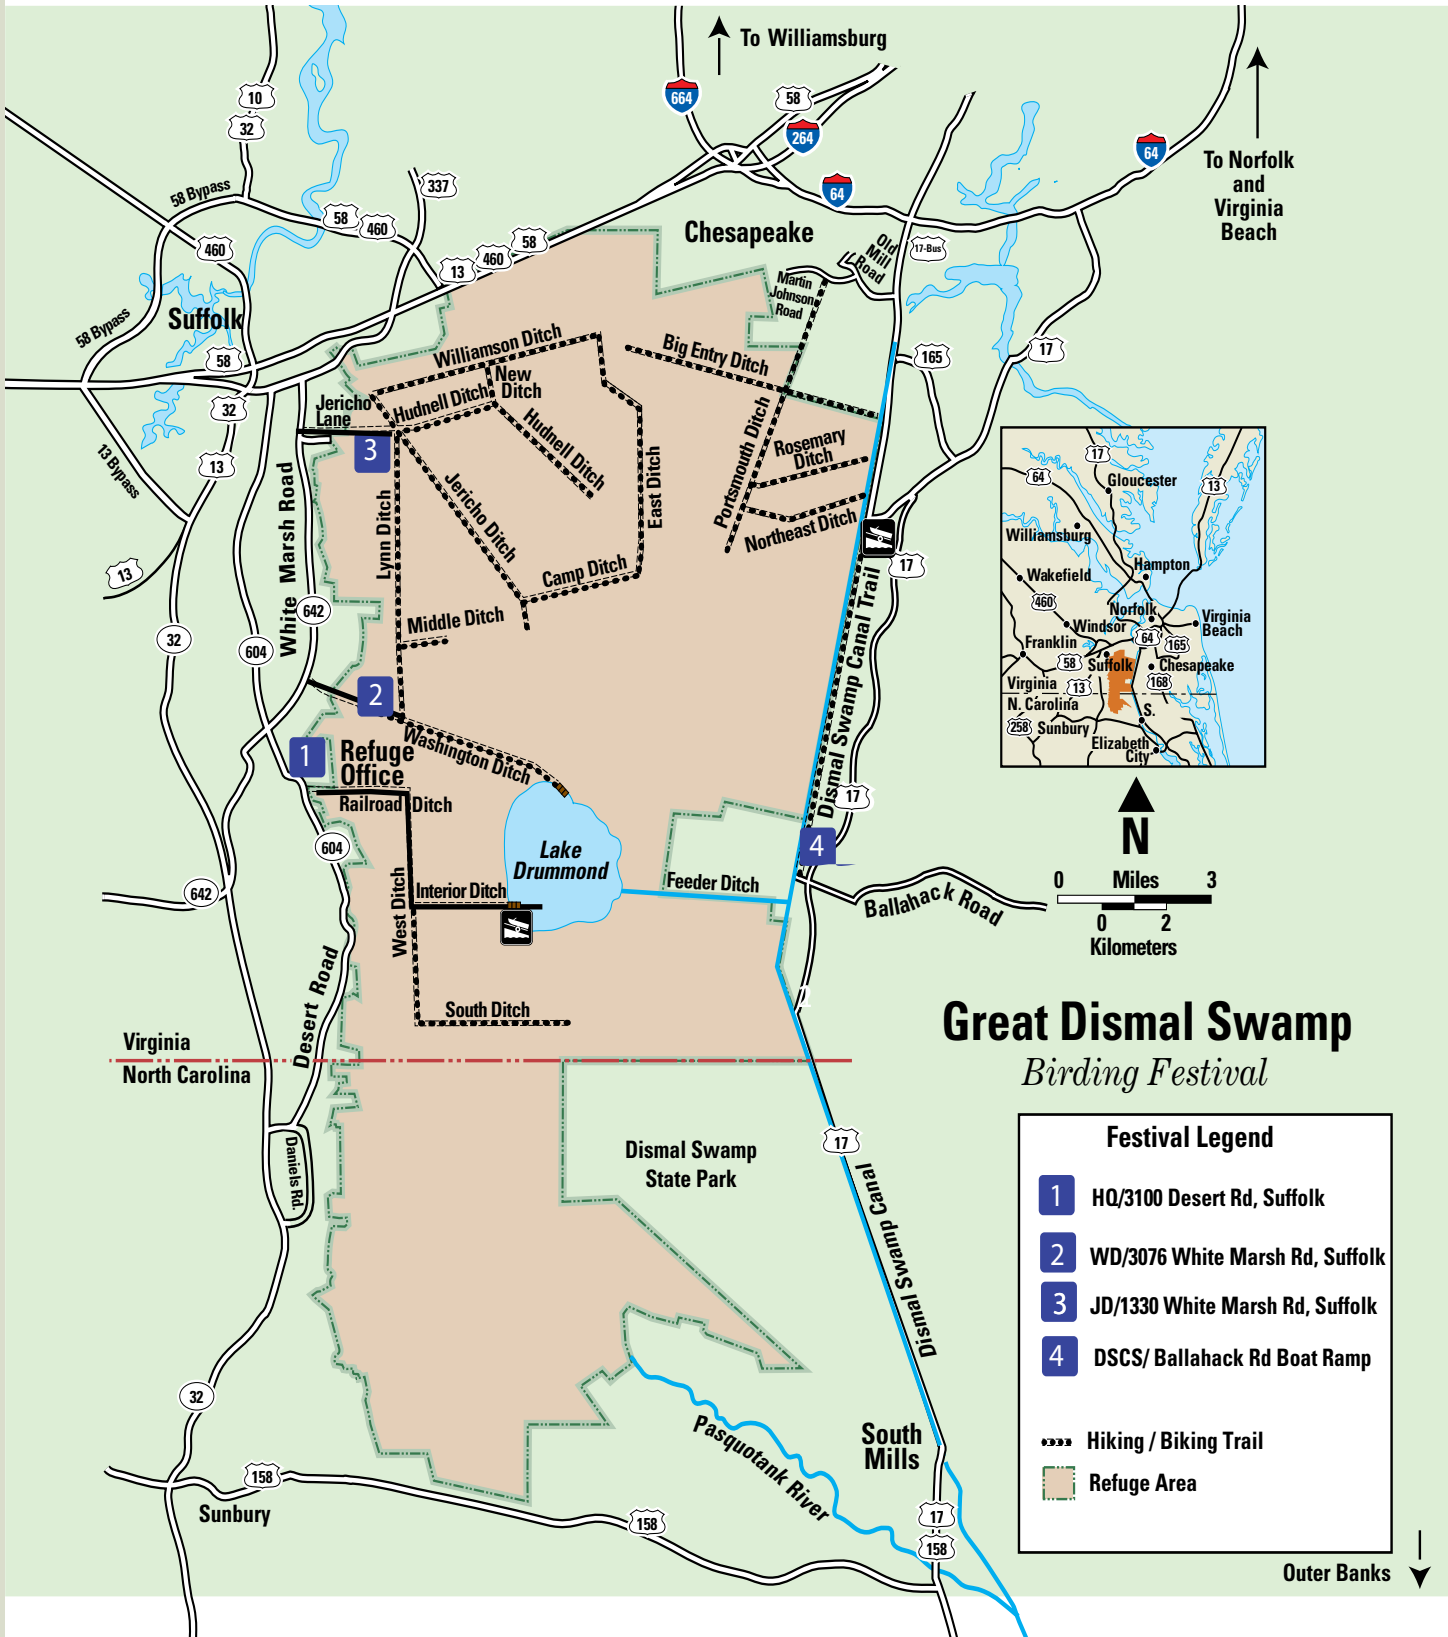 To Williamsburg
664
58
264
64
64
To Norfolk
and
Virginia
Beach
10
32
58 Bypass
337
58
460
460
58
460
13
Chesapeake
Old
Mill
Road
17-Bus
Martin
Johnson
Road
58 Bypass
Suffolk
58
32
13
13 Bypass
13
Williamson Ditch
New
Ditch
Big Entry Ditch
165
17
Jericho
Lane
Hudnell Ditch
Hudnell Ditch
3
Portsmouth Ditch
Rosemary
Ditch
Northeast Ditch
East Ditch
Jericho Ditch
Lynn Ditch
Camp Ditch
Middle Ditch
White Marsh Road
642
32
604
17
Dismal Swamp Canal Trail
2
1
Refuge
Office
Washington Ditch
Railroad Ditch
604
Lake
Drummond
17
4
Feeder Ditch
Ballahack Road
642
Interior Ditch
West Ditch
South Ditch
Desert Road
Virginia
North Carolina
17
Gloucester
64
13
Williamsburg
Hampton
Wakefield
460
Norfolk
Windsor
Virginia
Beach
64
165
Franklin
58
Suffolk
Chesapeake
Virginia
13
168
N. Carolina
258
Sunbury
S.
Elizabeth
City
N
0 Miles 3
0 2
Kilometers
Great Dismal Swamp
Birding Festival
Daniels Rd.
Dismal Swamp
State Park
17
Dismal Swamp Canal
Festival Legend
1 HQ/3100 Desert Rd, Suffolk
2 WD/3076 White Marsh Rd, Suffolk
3 JD/1330 White Marsh Rd, Suffolk
4 DSCS/ Ballahack Rd Boat Ramp
Hiking / Biking Trail
Refuge Area
32
South
Mills
Pasquotank River
158
Sunbury
158
17
158
Outer Banks